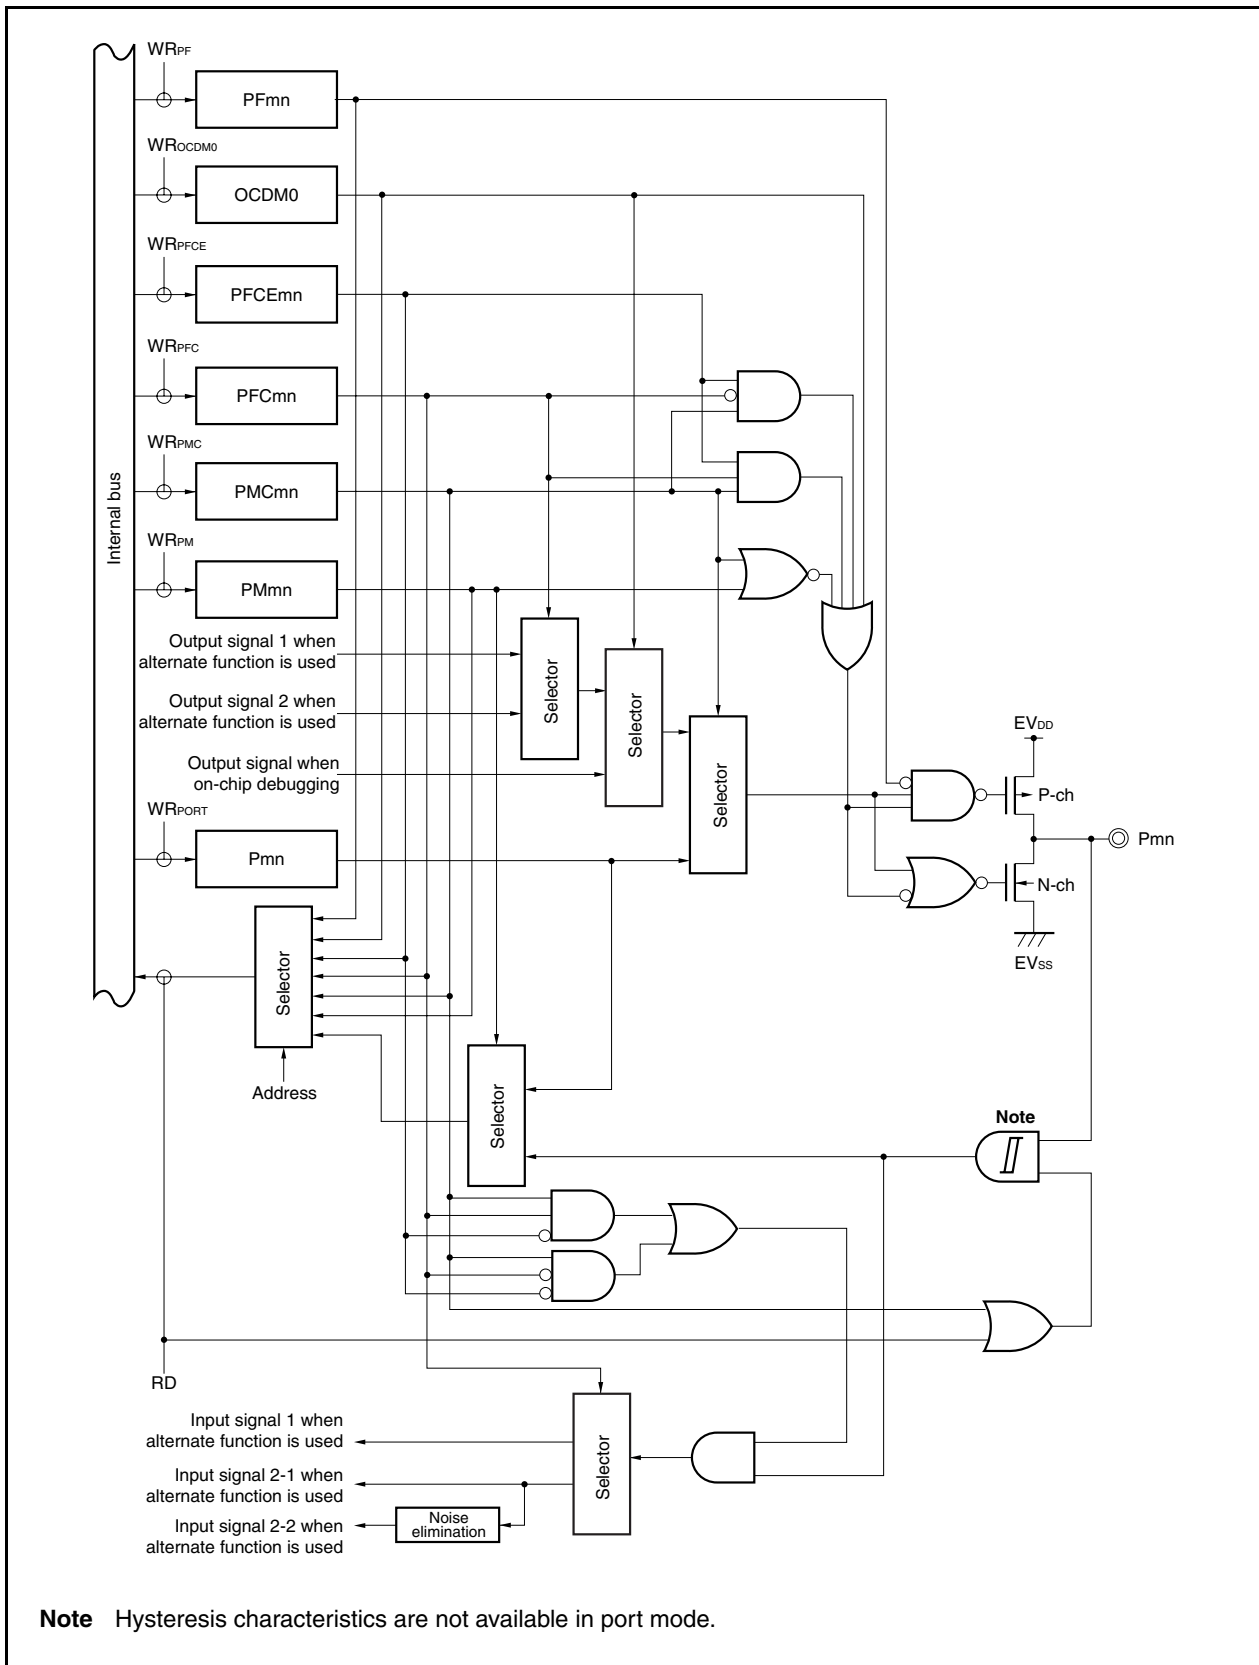 WRPF
PFmn
WROCDM0
OCDM0
WRPFCE
PFCEmn
WRPFC
PFCmn
WRPMC
PMCmn
Internal bus
WRPM
PMmn
Output signal 1 when
alternate function is used
Output signal 2 when
alternate function is used
Output signal when
on-chip debugging
Selector
Selector
Selector
WRPORT
Pmn
EVDD
P-ch
Pmn
N-ch
EVSS
Selector
Address
Selector
Note
RD
Input signal 1 when
alternate function is used
Input signal 2-1 when
alternate function is used
Input signal 2-2 when
alternate function is used
Noise
elimination
Selector
Note Hysteresis characteristics are not available in port mode.